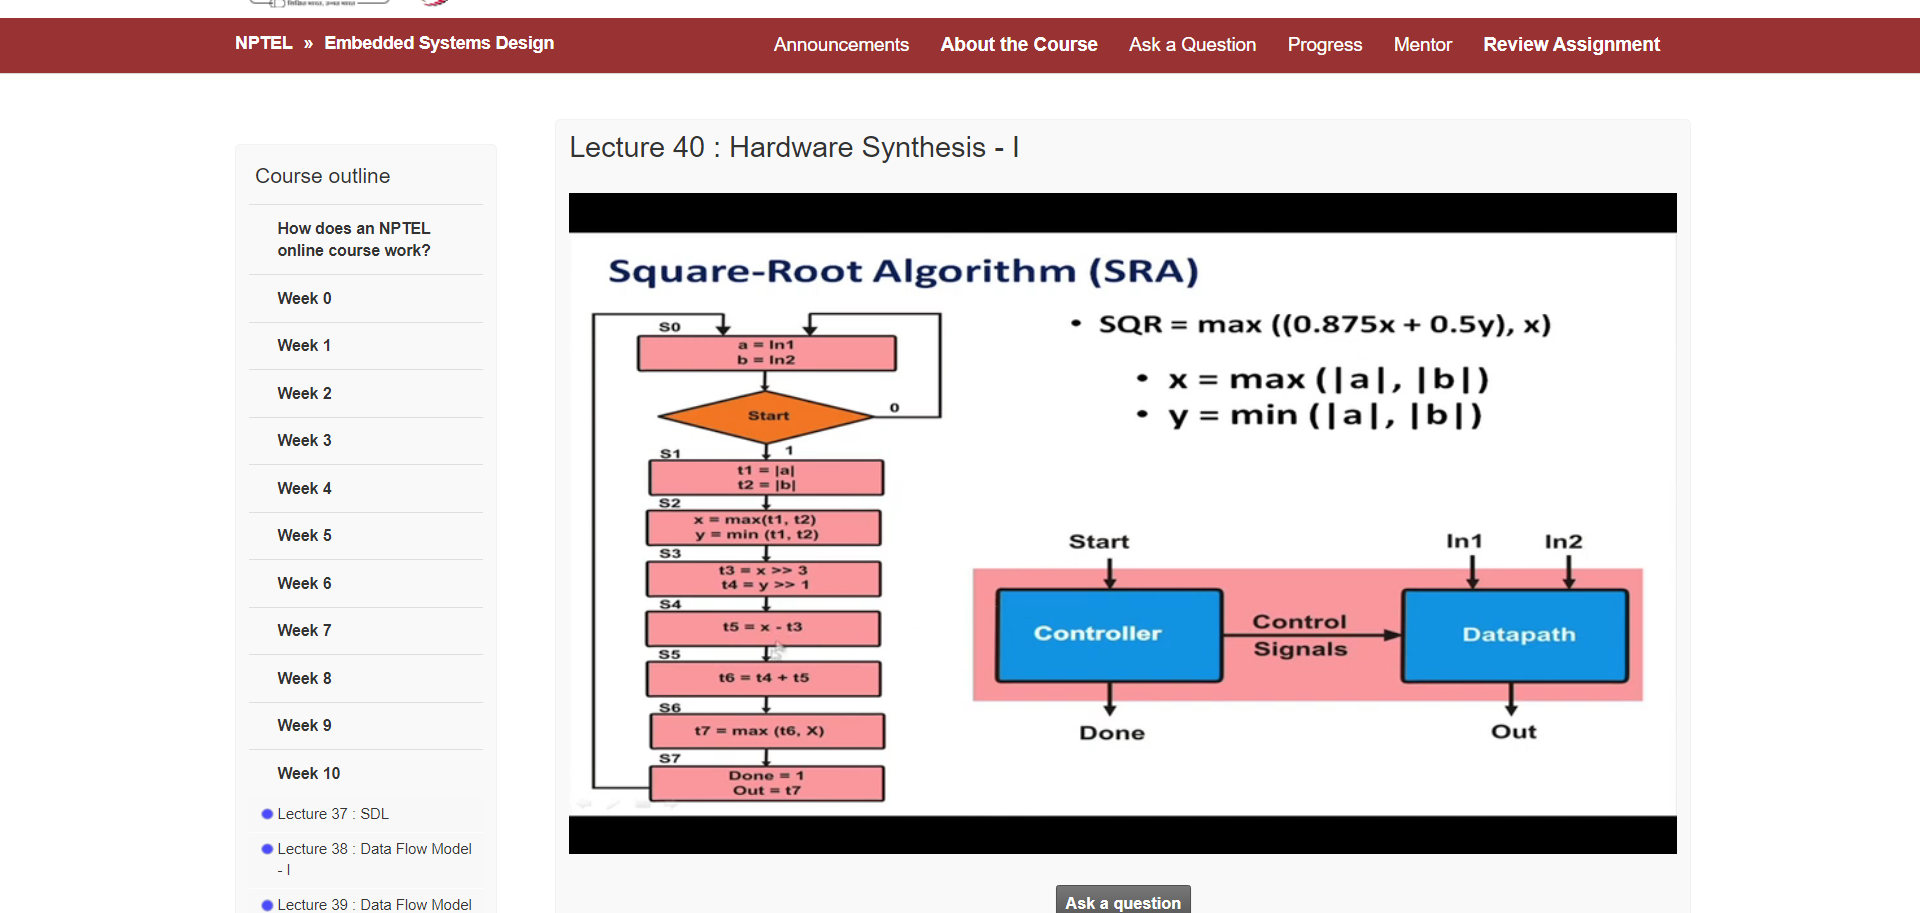 NPTEL » Embedded Systems Design
Announcements About the Course Ask a Question Progress Mentor Review Assignment
Course outline
How does an NPTEL
online course work?
Week 0
Week 1
Week 2
Week 3
Week 4
Week 5
Week 6
Week 7
Week 8
Week 9
Week 10
Lecture 37 : SDL
Lecture 38 : Data Flow Model
- I
Lecture 39 : Data Flow Model
Lecture 40 : Hardware Synthesis - I
Square-Root Algorithm (SRA)
S0
a = In1
b = In2
Start
0
1
S1
t1 = |a|
t2 = |b|
S2
x = max(t1, t2)
y = min (t1, t2)
S3
t3 = x >> 3
t4 = y >> 1
S4
t5 = x - t3
S5
t6 = t4 + t5
S6
t7 = max (t6, X)
S7
Done = 1
Out = t7
• SQR = max ((0.875x + 0.5y), x)
• x = max (|a|, |b|)
• y = min (|a|, |b|)
Start
In1 In2
Controller
Control
Signals
Datapath
Done
Out
Ask a question